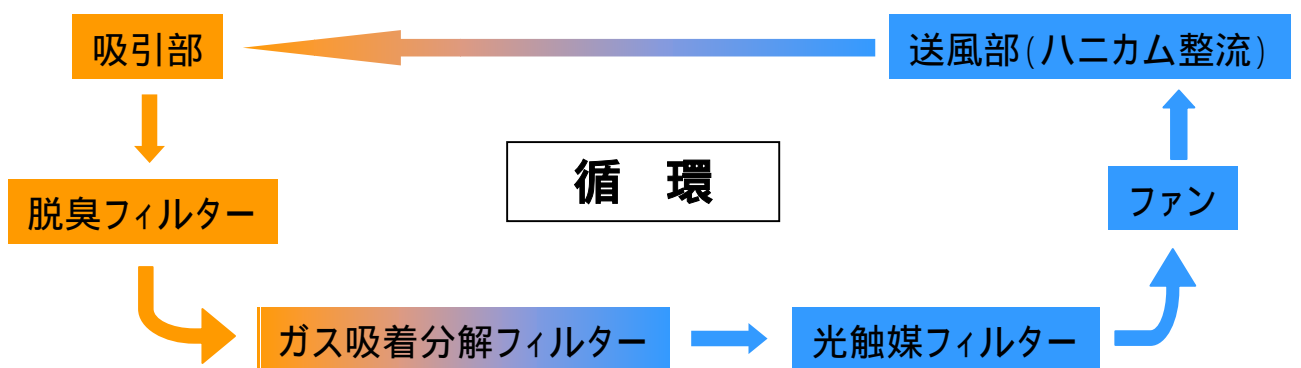 吸引部
送風部(ハニカム整流)
循 環
脱臭フィルター
ファン
ガス吸着分解フィルター
光触媒フィルター